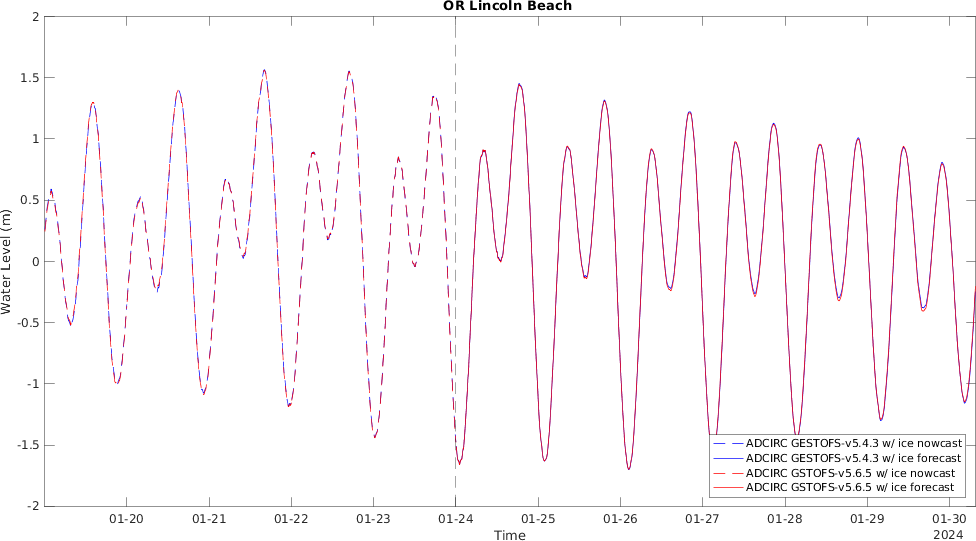 OR Lincoln Beach
2
1.5
1
0.5
0
-0.5
-1
-1.5
-2
Water Level (m)
01-20 01-21 01-22 01-23 01-24 01-25 01-26 01-27 01-28 01-29 01-30
Time
2024
ADCIRC GESTOFS-v5.4.3 w/ ice nowcast
ADCIRC GESTOFS-v5.4.3 w/ ice forecast
ADCIRC GSTOFS-v5.6.5 w/ ice nowcast
ADCIRC GSTOFS-v5.6.5 w/ ice forecast